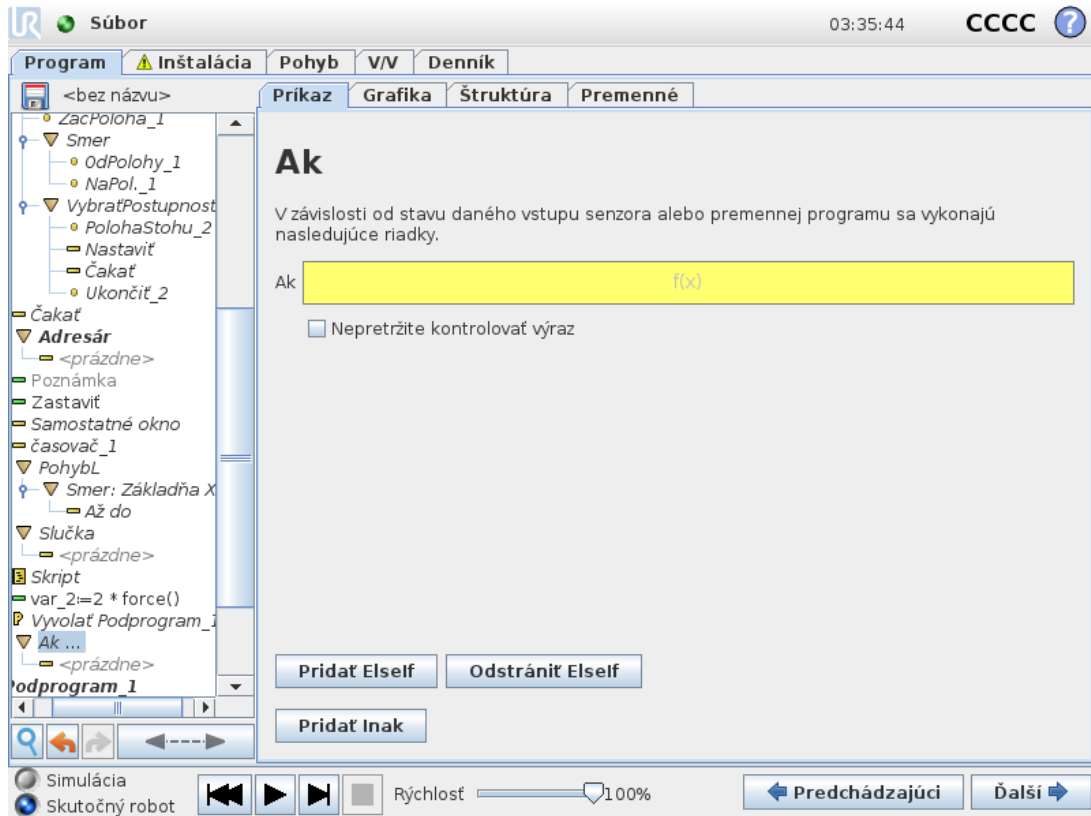 Súbor
03:35:44
CCCC
?
Program
Inštalácia
Pohyb
V/V
Denník
<bez názvu>
Príkaz
Grafika
Štruktúra
Premenné
ZačPoloha_1
Smer
OdPolohy_1
NaPol._1
VybraťPostupnosť
PolohaStohu_2
Nastaviť
Čakať
Ukončiť_2
Čakať
Adresár
<prázdne>
Poznámka
Zastaviť
Samostatné okno
časovač_1
PohybL
Smer: Základňa X
Až do
Slučka
<prázdne>
Skript
var_2:=2 * force()
Vyvolať Podprogram_1
Ak ...
<prázdne>
Podprogram_1
Ak
V závislosti od stavu daného vstupu senzora alebo premennej programu sa vykonajú
nasledujúce riadky.
Ak
f(x)
Nepretržite kontrolovať výraz
Pridať ElseIf
Odstrániť ElseIf
Pridať Inak
Simulácia
Skutočný robot
Rýchlosť
100%
Predchádzajúci
Ďalší